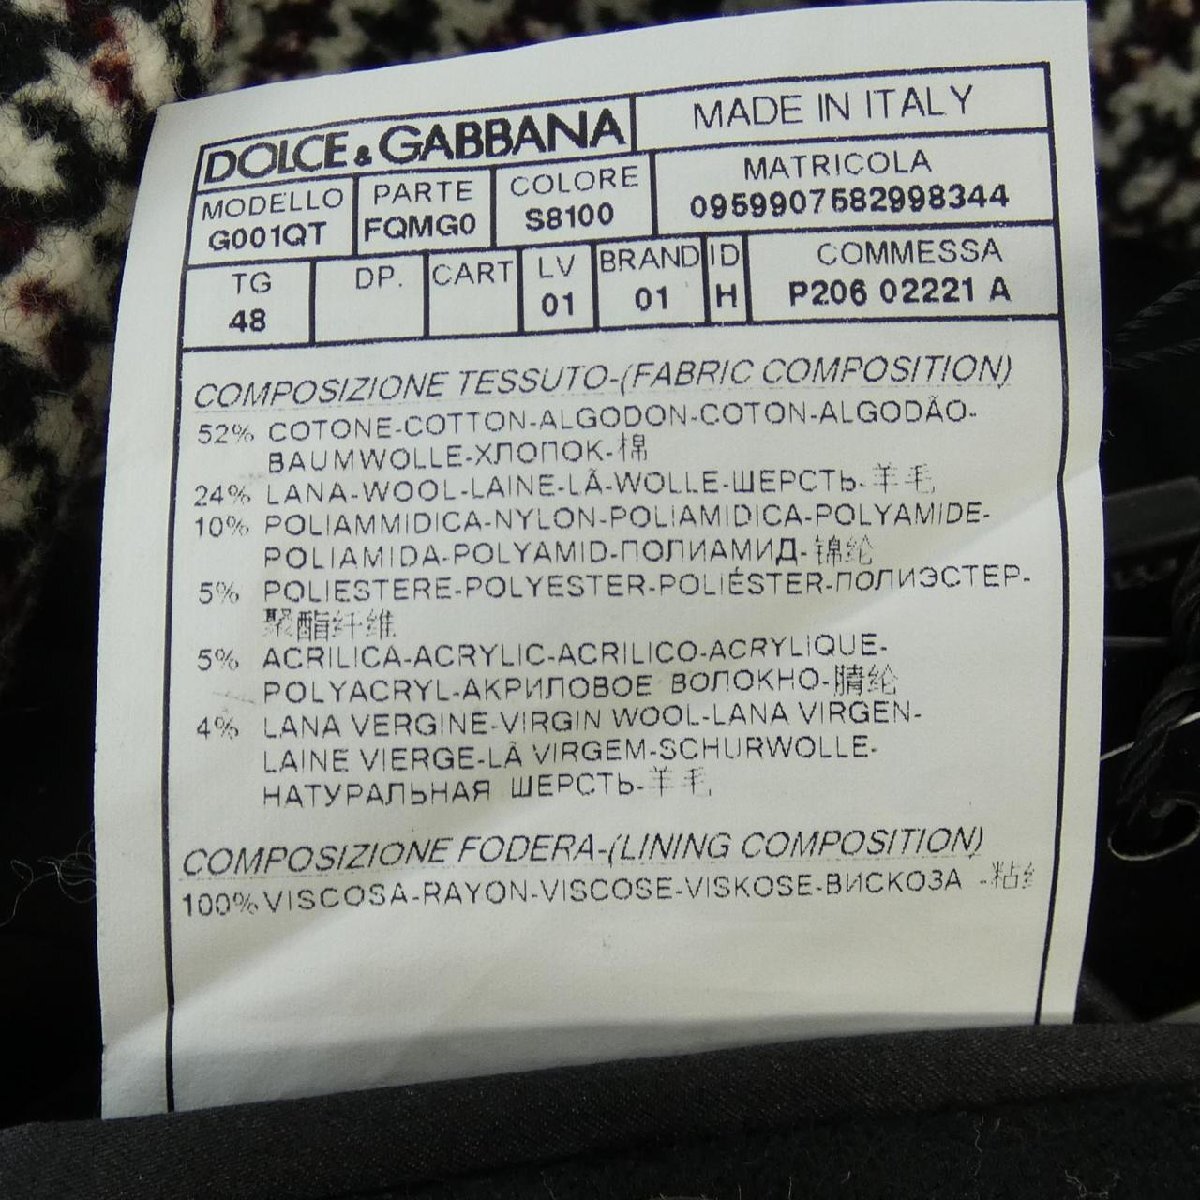 DOLCE & GABBANA MADE IN ITALY
MODELLO PARTE COLORE MATRICOLA
G001QT FQMG0 S8100 0959907582998344
TG DP. CART LV BRAND ID COMMESSA
48 01 01 H P206 02221 A
COMPOSIZIONE TESSUTO-(FABRIC COMPOSITION)
52% COTONE-COTTON-ALGODON-COTON-ALGODÃO-
BAUMWOLLE-ХЛОПОК-棉
24% LANA-WOOL-LAINE-LÃ-WOLLE-ШЕРСТЬ-羊毛
10% POLIAMMIDICA-NYLON-POLIAMIDICA-POLYAMIDE-
POLIAMIDA-POLYAMID-ПОЛИАМИД-锦纶
5% POLIESTERE-POLYESTER-POLIÉSTER-ПОЛИЭСТЕР-
聚酯纤维
5% ACRILICA-ACRYLIC-ACRILICO-ACRYLIQUE-
POLYACRYL-АКРИЛОВОЕ ВОЛОКНО-腈纶
4% LANA VERGINE-VIRGIN WOOL-LANA VIRGEN-
LAINE VIERGE-LÃ VIRGEM-SCHURWOLLE-
НАТУРАЛЬНАЯ ШЕРСТЬ-羊毛
COMPOSIZIONE FODERA-(LINING COMPOSITION)
100% VISCOSA-RAYON-VISCOSE-VISKOSE-ВИСКОЗА -粘